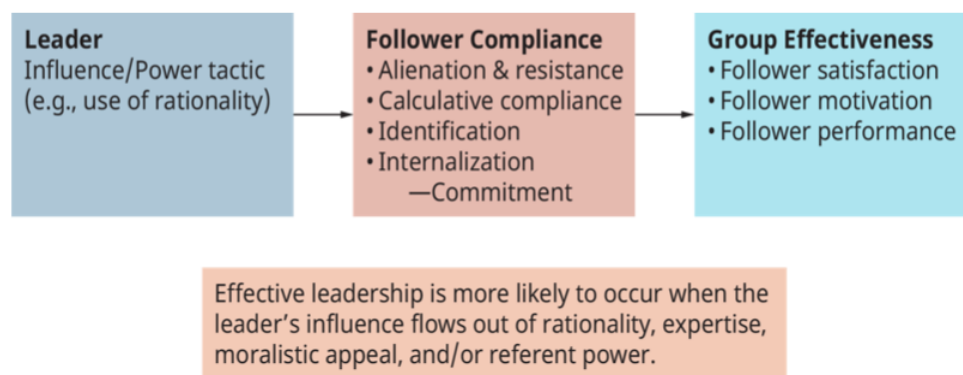 Leader
Influence/Power tactic
(e.g., use of rationality)
Follower Compliance
• Alienation & resistance
• Calculative compliance
• Identification
• Internalization
—Commitment
Group Effectiveness
• Follower satisfaction
• Follower motivation
• Follower performance
Effective leadership is more likely to occur when the
leader’s influence flows out of rationality, expertise,
moralistic appeal, and/or referent power.